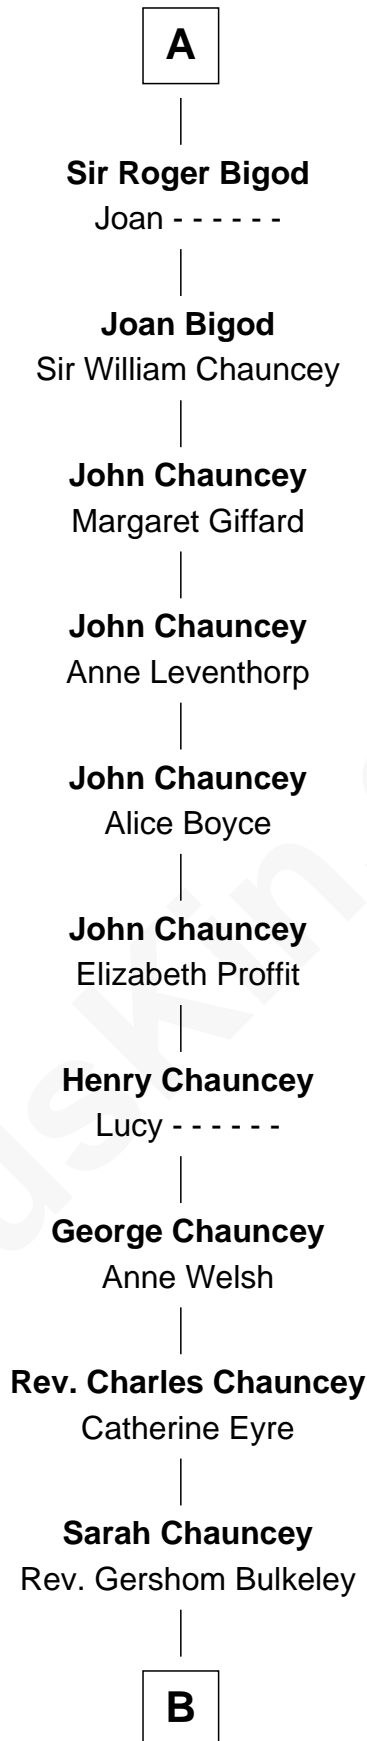 A
Sir Roger Bigod
Joan - - - - - -
Joan Bigod
Sir William Chauncey
John Chauncey
Margaret Giffard
John Chauncey
Anne Leventhorp
John Chauncey
Alice Boyce
John Chauncey
Elizabeth Proffit
Henry Chauncey
Lucy - - - - - -
George Chauncey
Anne Welsh
Rev. Charles Chauncey
Catherine Eyre
Sarah Chauncey
Rev. Gershom Bulkeley
B